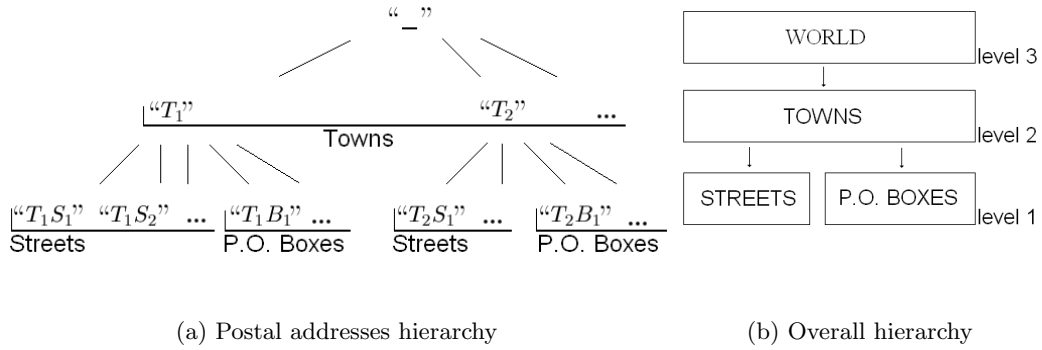 “_”
“T₁” “T₂” ...
Towns
“T₁S₁” “T₁S₂” ... “T₁B₁” ... “T₂S₁” ... “T₂B₁” ...
Streets P.O. Boxes Streets P.O. Boxes
(a) Postal addresses hierarchy
WORLD
level 3
TOWNS
level 2
STREETS P.O. BOXES
level 1
(b) Overall hierarchy